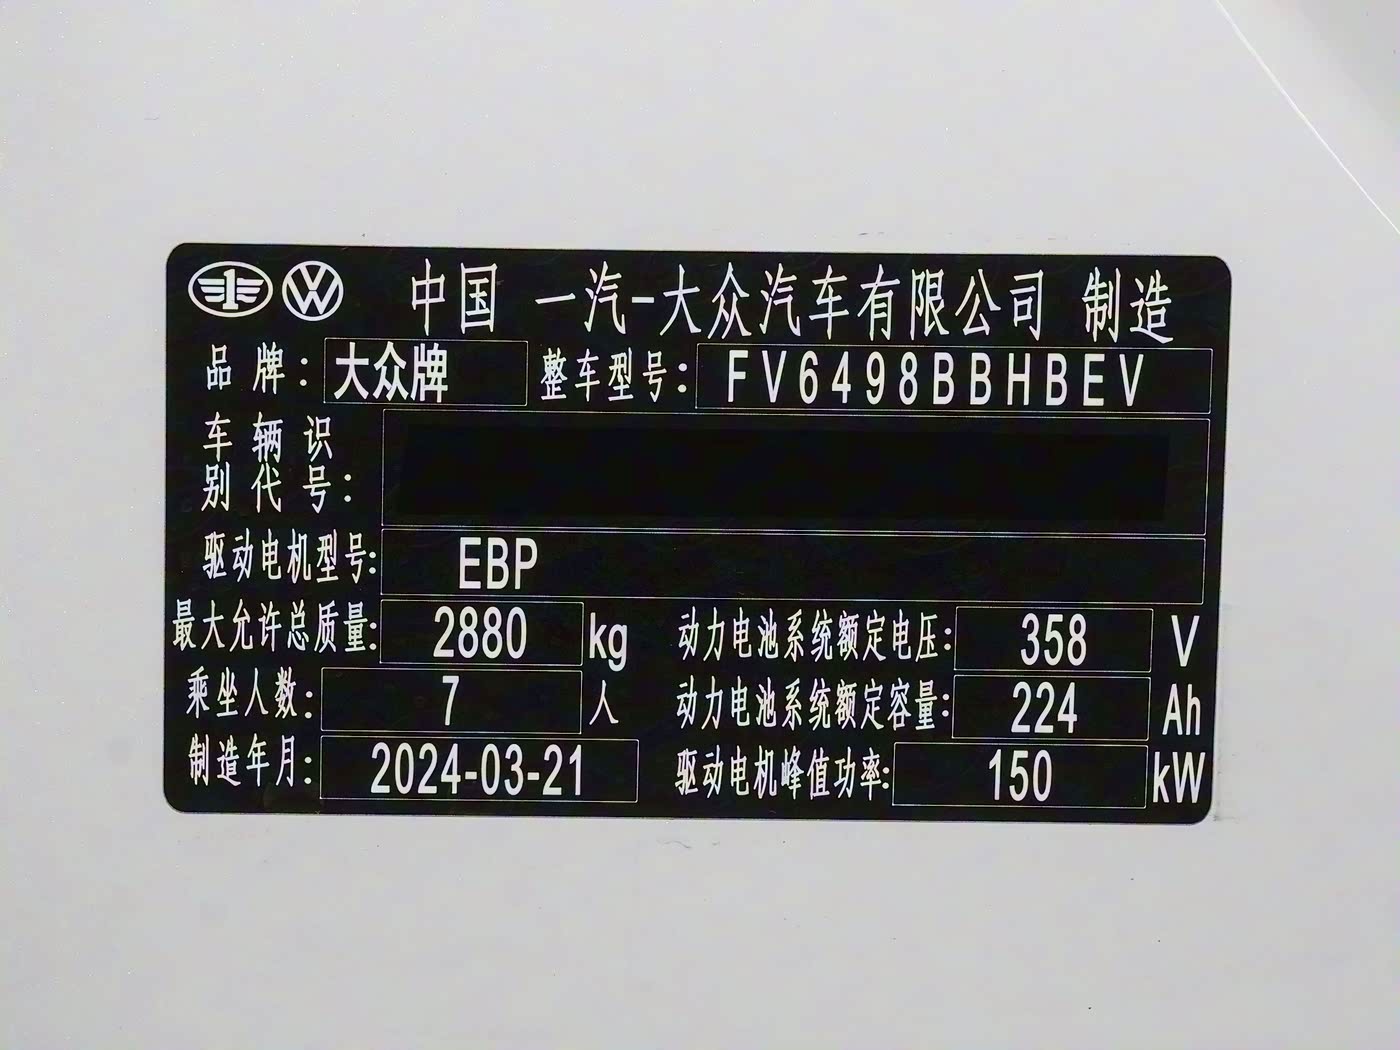 中国 一汽-大众汽车有限公司 制造
品牌: 大众牌 整车型号: FV6498BBHBEV
车辆识
别代号:
驱动电机型号: EBP
最大允许总质量: 2880 kg 动力电池系统额定电压: 358 V
乘坐人数: 7 人 动力电池系统额定容量: 224 Ah
制造年月: 2024-03-21 驱动电机峰值功率: 150 kW